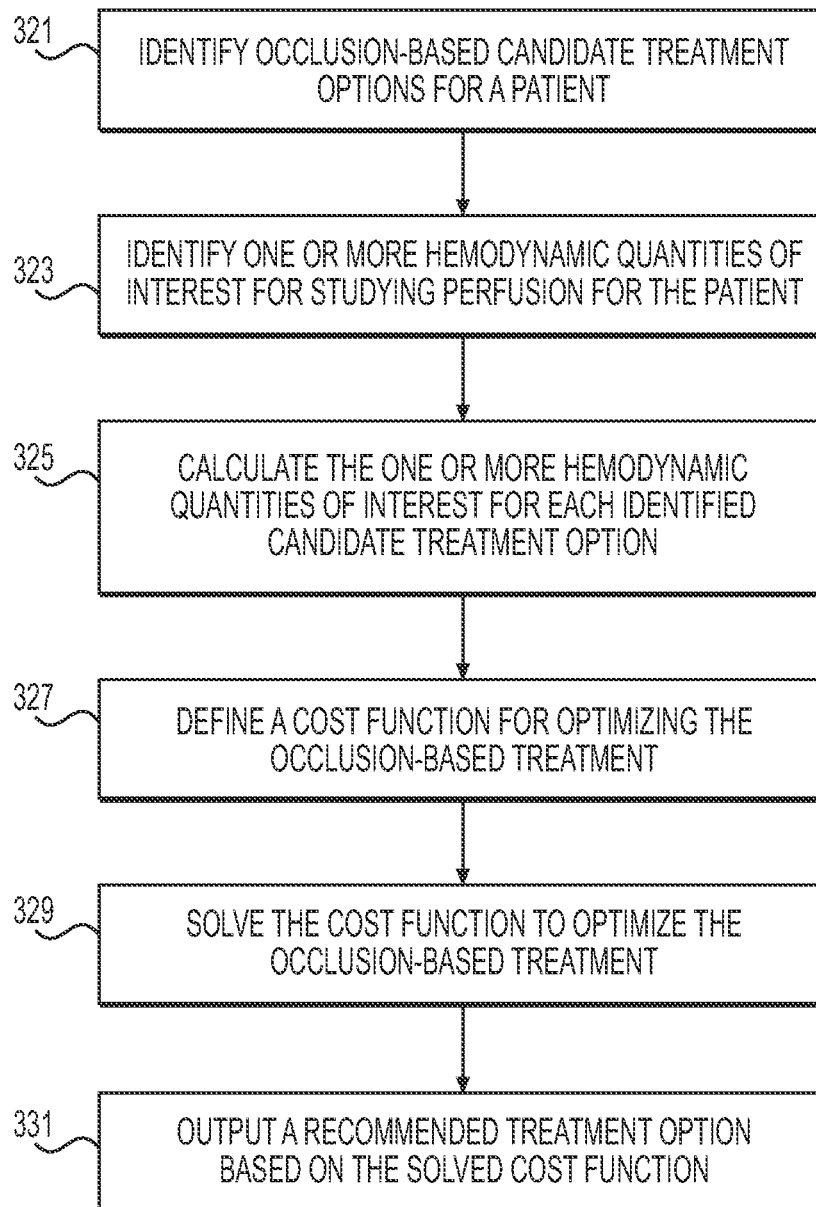 321
IDENTIFY OCCLUSION-BASED CANDIDATE TREATMENT
OPTIONS FOR A PATIENT
323
IDENTIFY ONE OR MORE HEMODYNAMIC QUANTITIES OF
INTEREST FOR STUDYING PERFUSION FOR THE PATIENT
325
CALCULATE THE ONE OR MORE HEMODYNAMIC
QUANTITIES OF INTEREST FOR EACH IDENTIFIED
CANDIDATE TREATMENT OPTION
327
DEFINE A COST FUNCTION FOR OPTIMIZING THE
OCCLUSION-BASED TREATMENT
329
SOLVE THE COST FUNCTION TO OPTIMIZE THE
OCCLUSION-BASED TREATMENT
331
OUTPUT A RECOMMENDED TREATMENT OPTION
BASED ON THE SOLVED COST FUNCTION